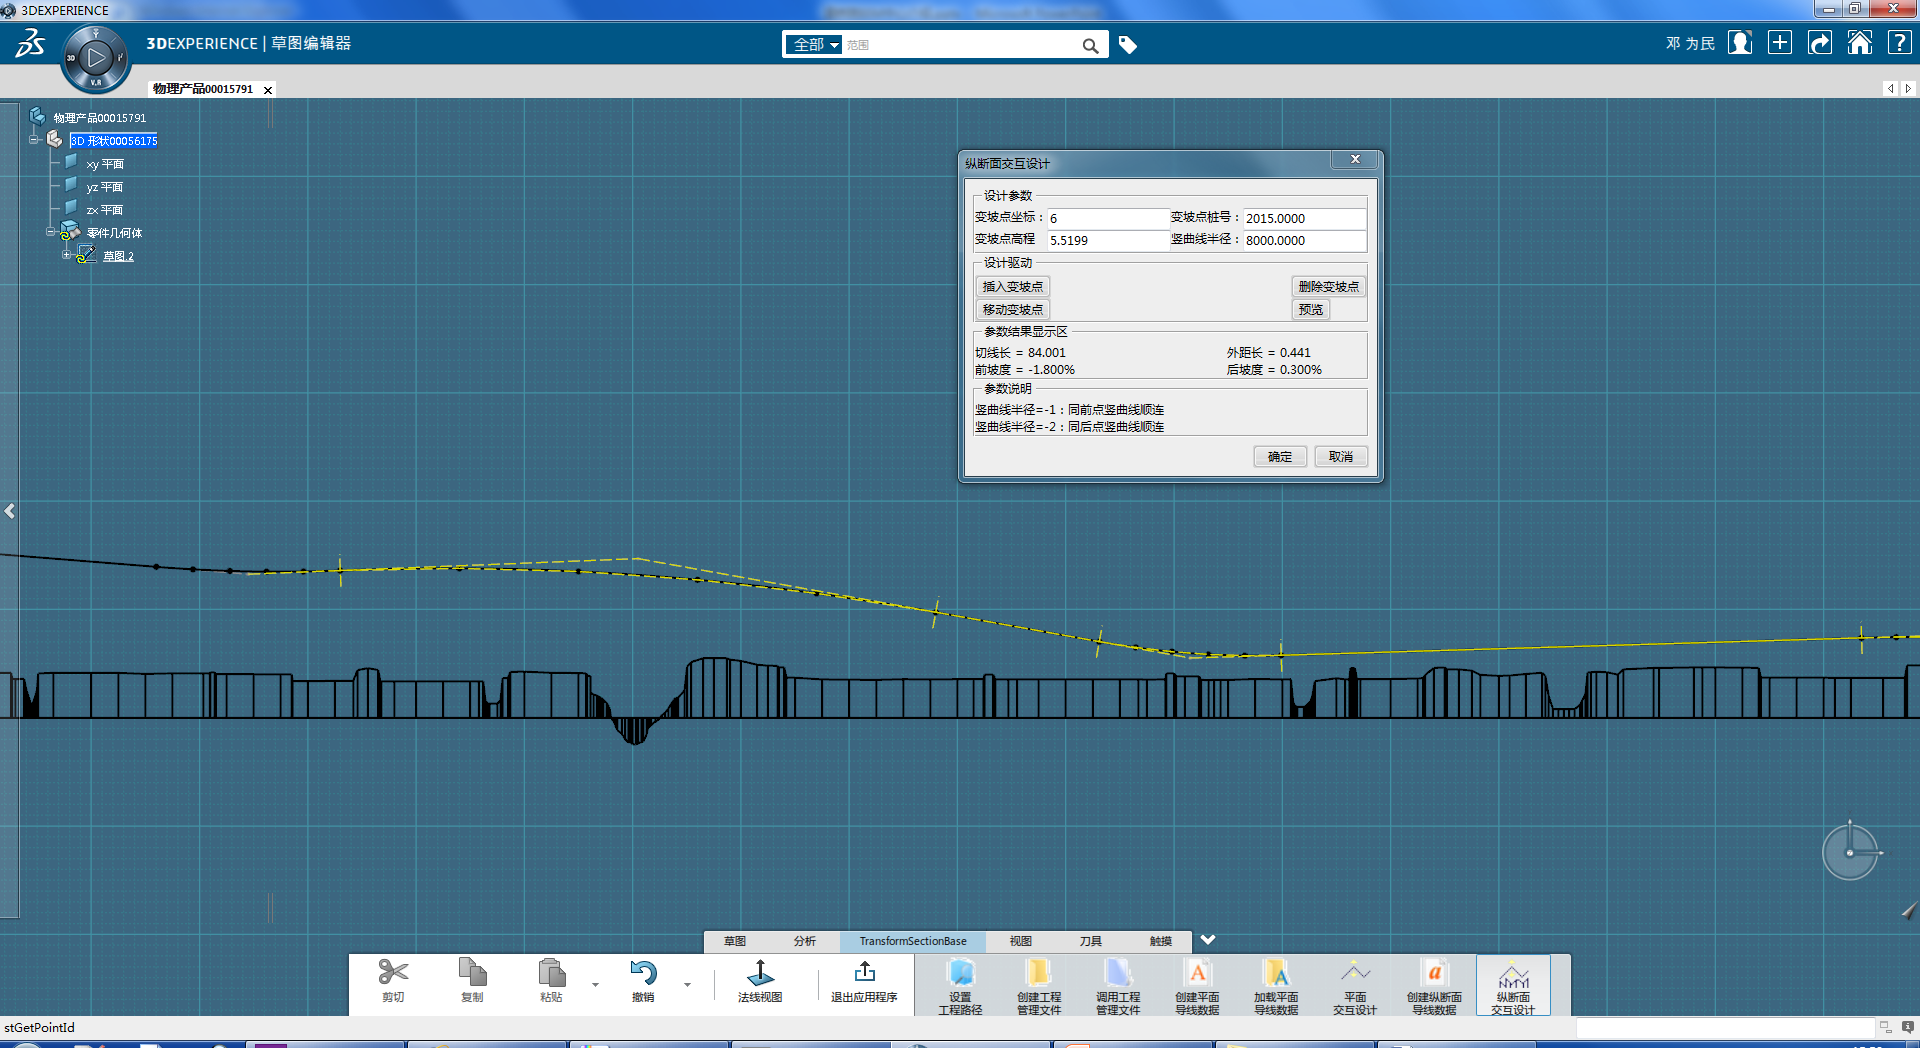 3DEXPERIENCE
3DEXPERIENCE | 草图编辑器
全部
范围
邓 为民
3D
V.R
物理产品00015791
物理产品00015791
3D 形状00056175
xy 平面
yz 平面
zx 平面
零件几何体
草图.2
纵断面交互设计
设计参数
变坡点坐标：6
变坡点桩号：2015.0000
变坡点高程 5.5199
竖曲线半径：8000.0000
设计驱动
插入变坡点
删除变坡点
移动变坡点
预览
参数结果显示区
切线长 = 84.001
外距长 = 0.441
前坡度 = -1.800%
后坡度 = 0.300%
参数说明
竖曲线半径=-1：同前点竖曲线顺连
竖曲线半径=-2：同后点竖曲线顺连
确定
取消
草图
分析
TransformSectionBase
视图
刀具
触摸
剪切
复制
粘贴
撤销
法线视图
退出应用程序
设置
工程路径
创建工程
管理文件
调用工程
管理文件
创建平面
导线数据
加载平面
导线数据
平面
交互设计
创建纵断面
导线数据
纵断面
交互设计
stGetPointId